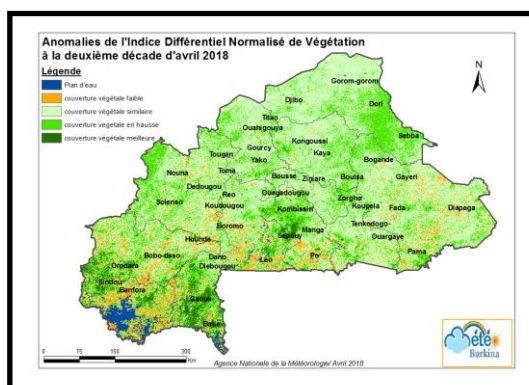 Anomalies de l'Indice Différentiel Normalisé de Végétation
à la deuxième décade d'avril 2018
Légende
Plan d'eau
couverture végétale faible
couverture végétale similaire
couverture vegetale en hausse
couverture végétale meilleure
N
Gorom-gorom
Djibo
Dori
Titao
Ouahigouya
Sebba
Kongoussi
Gourcy
Tougan
Kaya
Yako
Bogande
Nouna
Toma
Bousse
Ziniare
Boulsa
Gayeri
Dedougou
Reo
Ouagadougou
Zorgho
Solenso
Koudougou
Kombissiri
Koupela
Fada
Diapaga
Boromo
Manga
Tenkodogo
Sapouy
Ouargaye
Hounde
Bobo-dsso
Dano
Leo
Po
Pama
Orodara
Diebougou
Sindou
Banfora
Gaoua
Batie
0
75
150
300
Km
Agence Nationale de la Météorologie/ Avril 2018
météo
Burkina